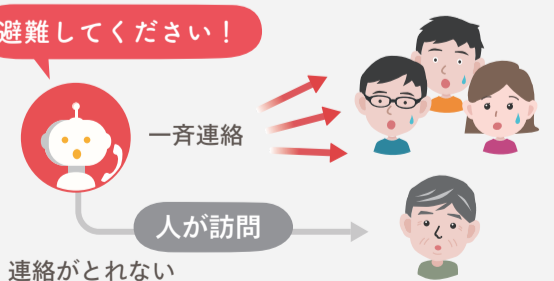 避難してください！
一斉連絡
人が訪問
連絡がとれない